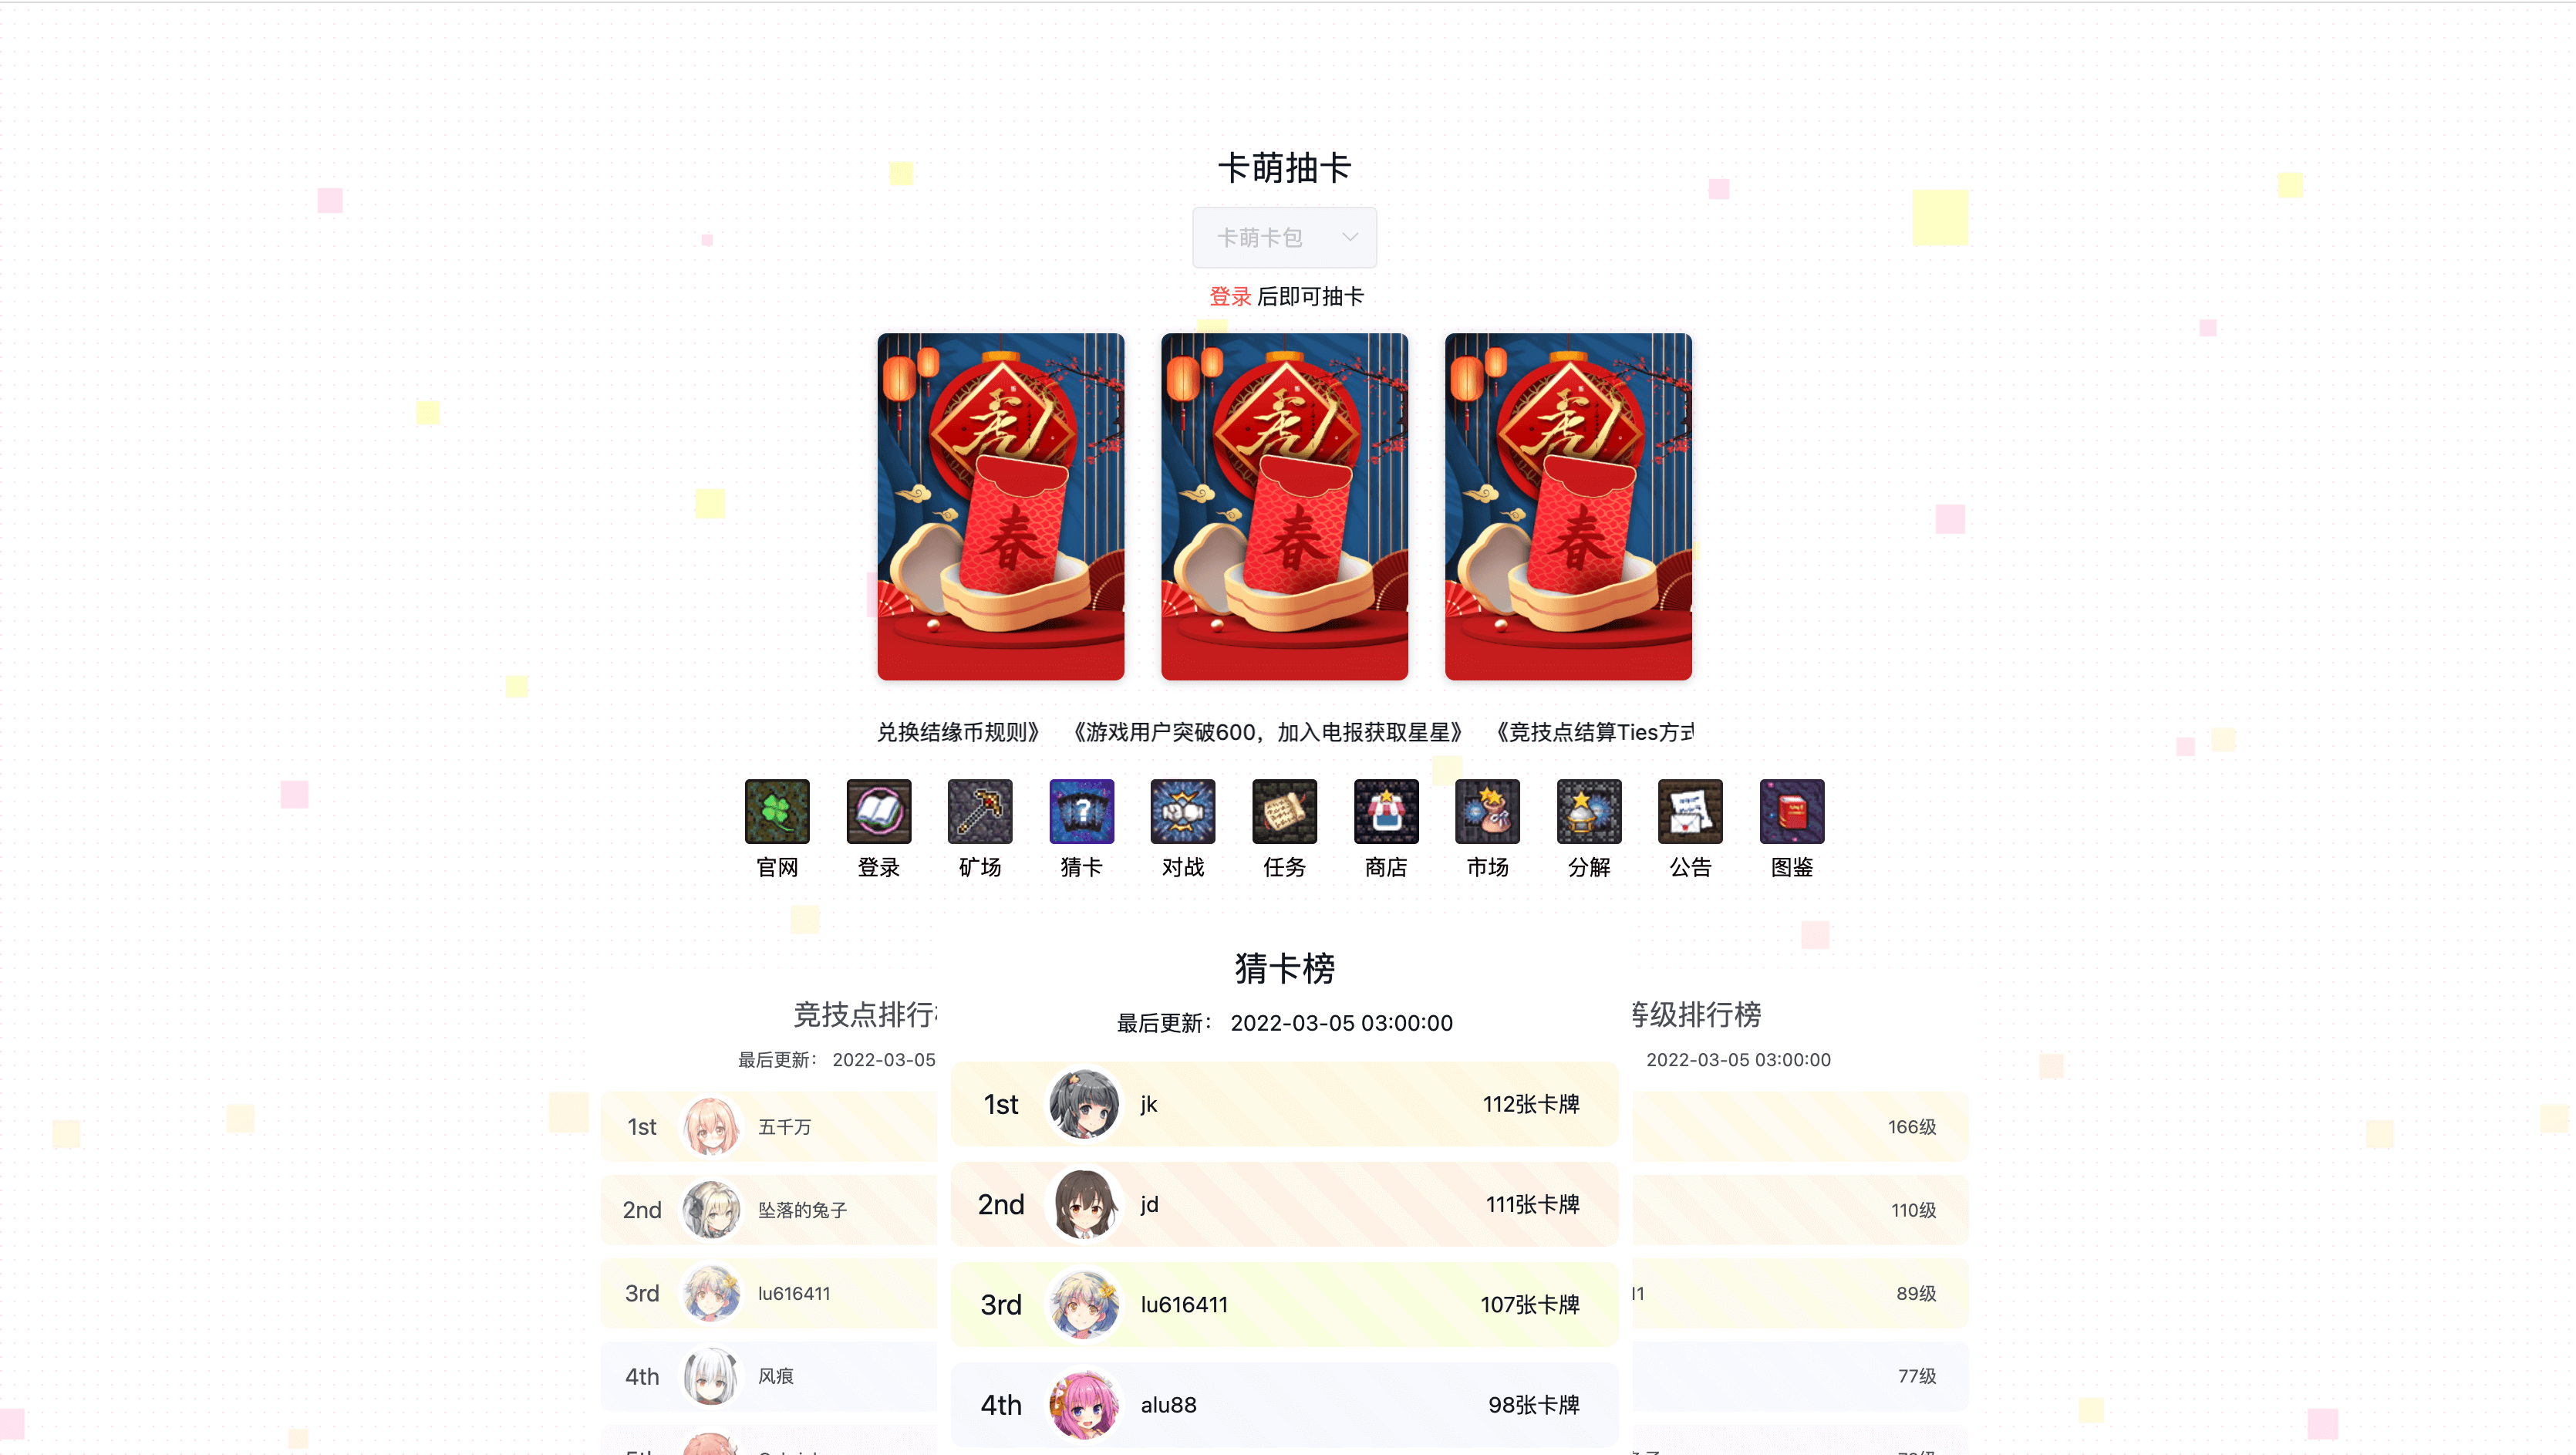 卡萌抽卡
卡萌卡包
登录 后即可抽卡
虎 虎 虎
春 春 春
兑换结缘币规则》 《游戏用户突破600，加入电报获取星星》 《竞技点结算Ties方式
官网 登录 矿场 猜卡 对战 任务 商店 市场 分解 公告 图鉴
猜卡榜
最后更新： 2022-03-05 03:00:00
1st jk 112张卡牌
2nd jd 111张卡牌
3rd lu616411 107张卡牌
4th alu88 98张卡牌
竞技点排行
最后更新： 2022-03-05
1st 五千万
2nd 坠落的兔子
3rd lu616411
4th 风痕
等级排行榜
2022-03-05 03:00:00
166级
110级
11 89级
77级